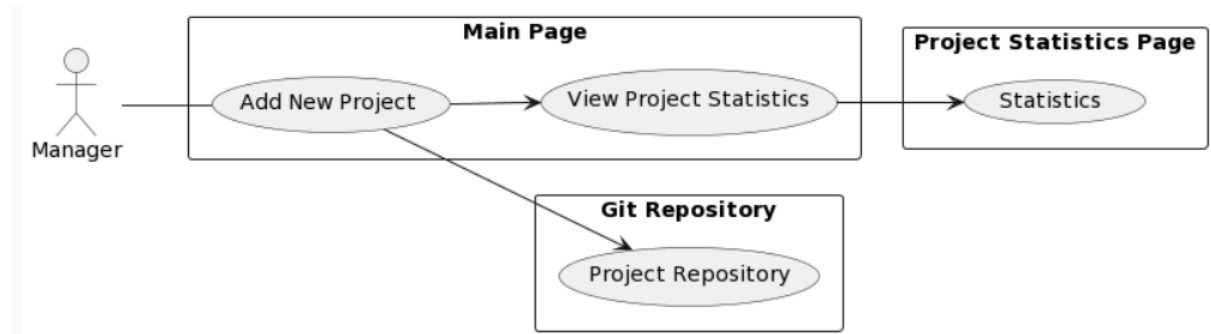 Main Page
Project Statistics Page
Add New Project
View Project Statistics
Statistics
Manager
Git Repository
Project Repository